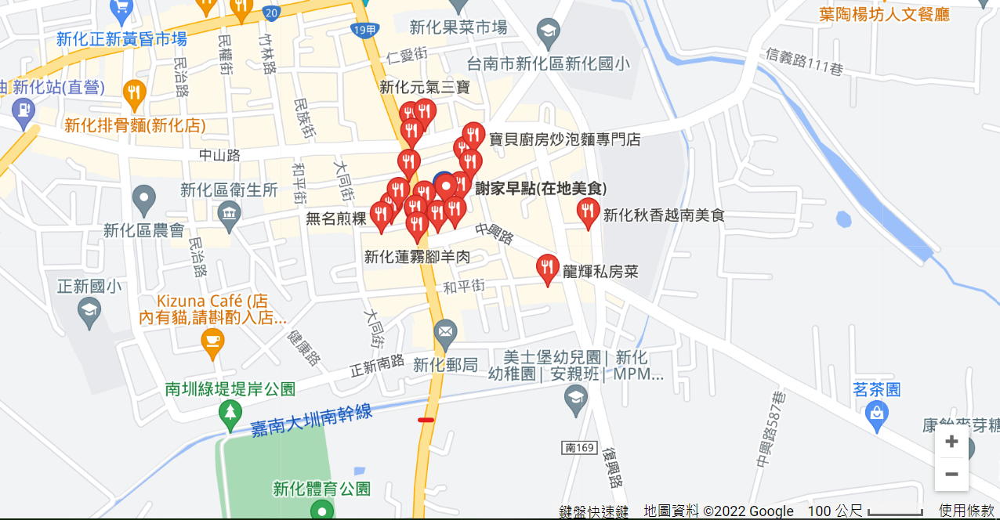 20
葉陶楊坊人文餐廳
19甲
新化果菜市場
新化正新黃昏市場
民權街
竹林路
仁愛街
信義路111巷
台南市新化區新化國小
民治路
新化站(直營)
新化元氣三寶
民族街
新化排骨麵(新化店)
寶貝廚房炒泡麵專門店
中山路
和平街
大同街
新化區衛生所
謝家早點(在地美食)
無名煎粿
新化秋香越南美食
新化區農會
中興路
民治路
新化蓮霧腳羊肉
龍輝私房菜
正新國小
和平街
Kizuna Café (店
內有貓,請斟酌入店...
大同街
健康路
正新南路
新化郵局
美士堡幼兒園| 新化
幼稚園| 安親班| MPM...
南圳綠堤堤岸公園
茗茶園
嘉南大圳南幹線
中興路587巷
康飴麥芽糖
南169
復興路
新化體育公園
鍵盤快速鍵
地圖資料 ©2022 Google
100 公尺
使用條款